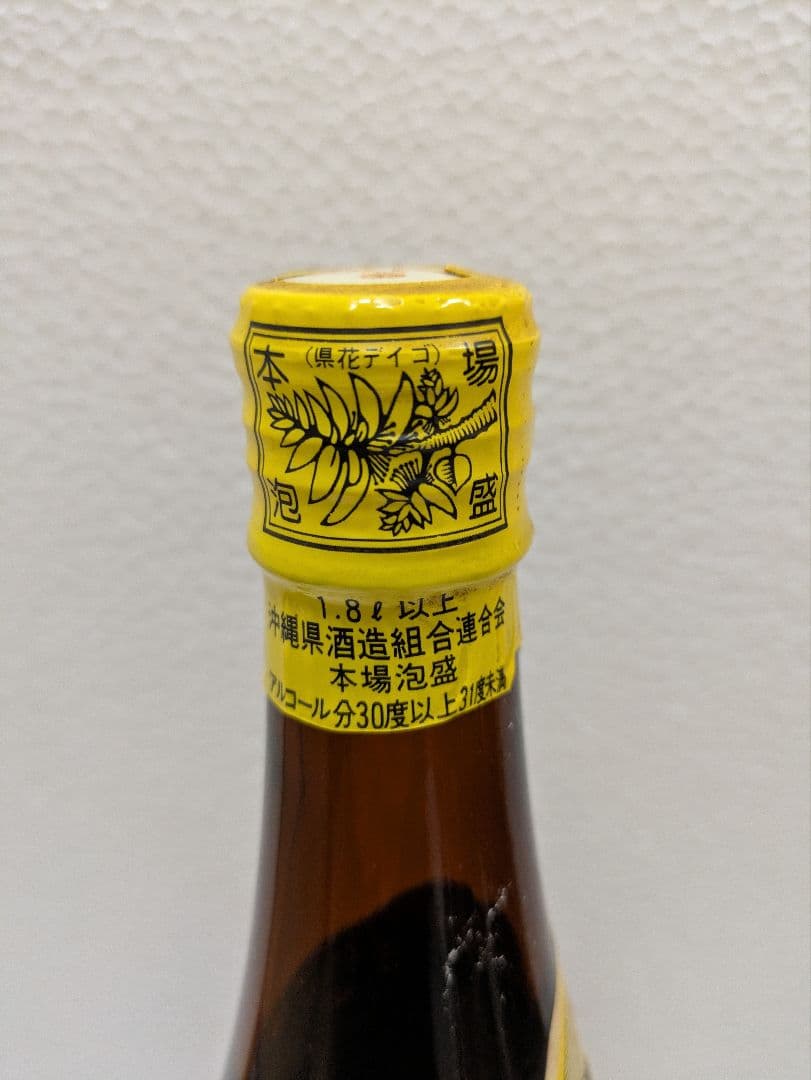 本場
(県花デイゴ)
泡盛
1.8ℓ以上
沖縄県酒造組合連合会
本場泡盛
アルコール分30度以上31度未満